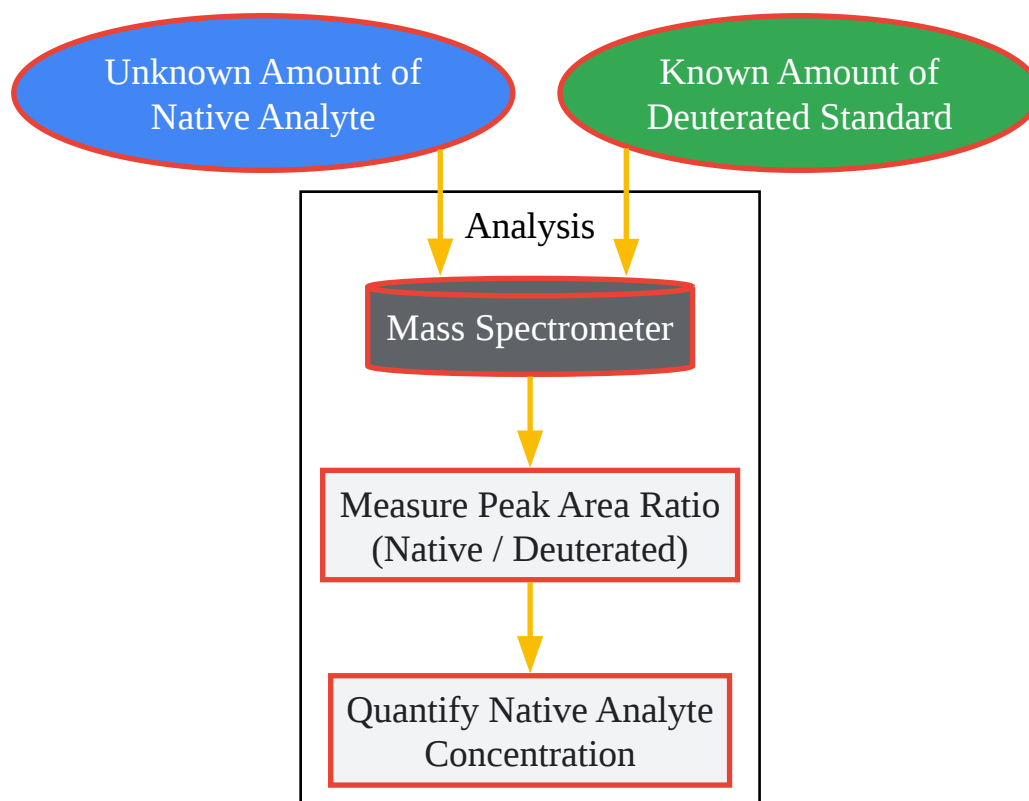 Unknown Amount of
Native Analyte
Known Amount of
Deuterated Standard
Analysis
Mass Spectrometer
Measure Peak Area Ratio
(Native / Deuterated)
Quantify Native Analyte
Concentration